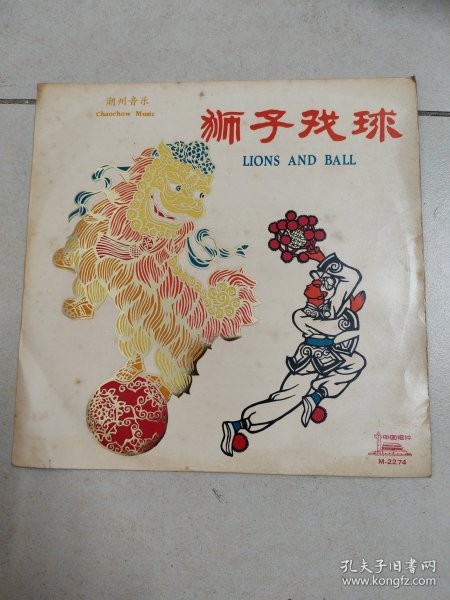 潮州音乐
Chaochow Music
狮子戏球
LIONS AND BALL
中国唱片
M-2274
孔夫子旧书网
www.kongfz.com